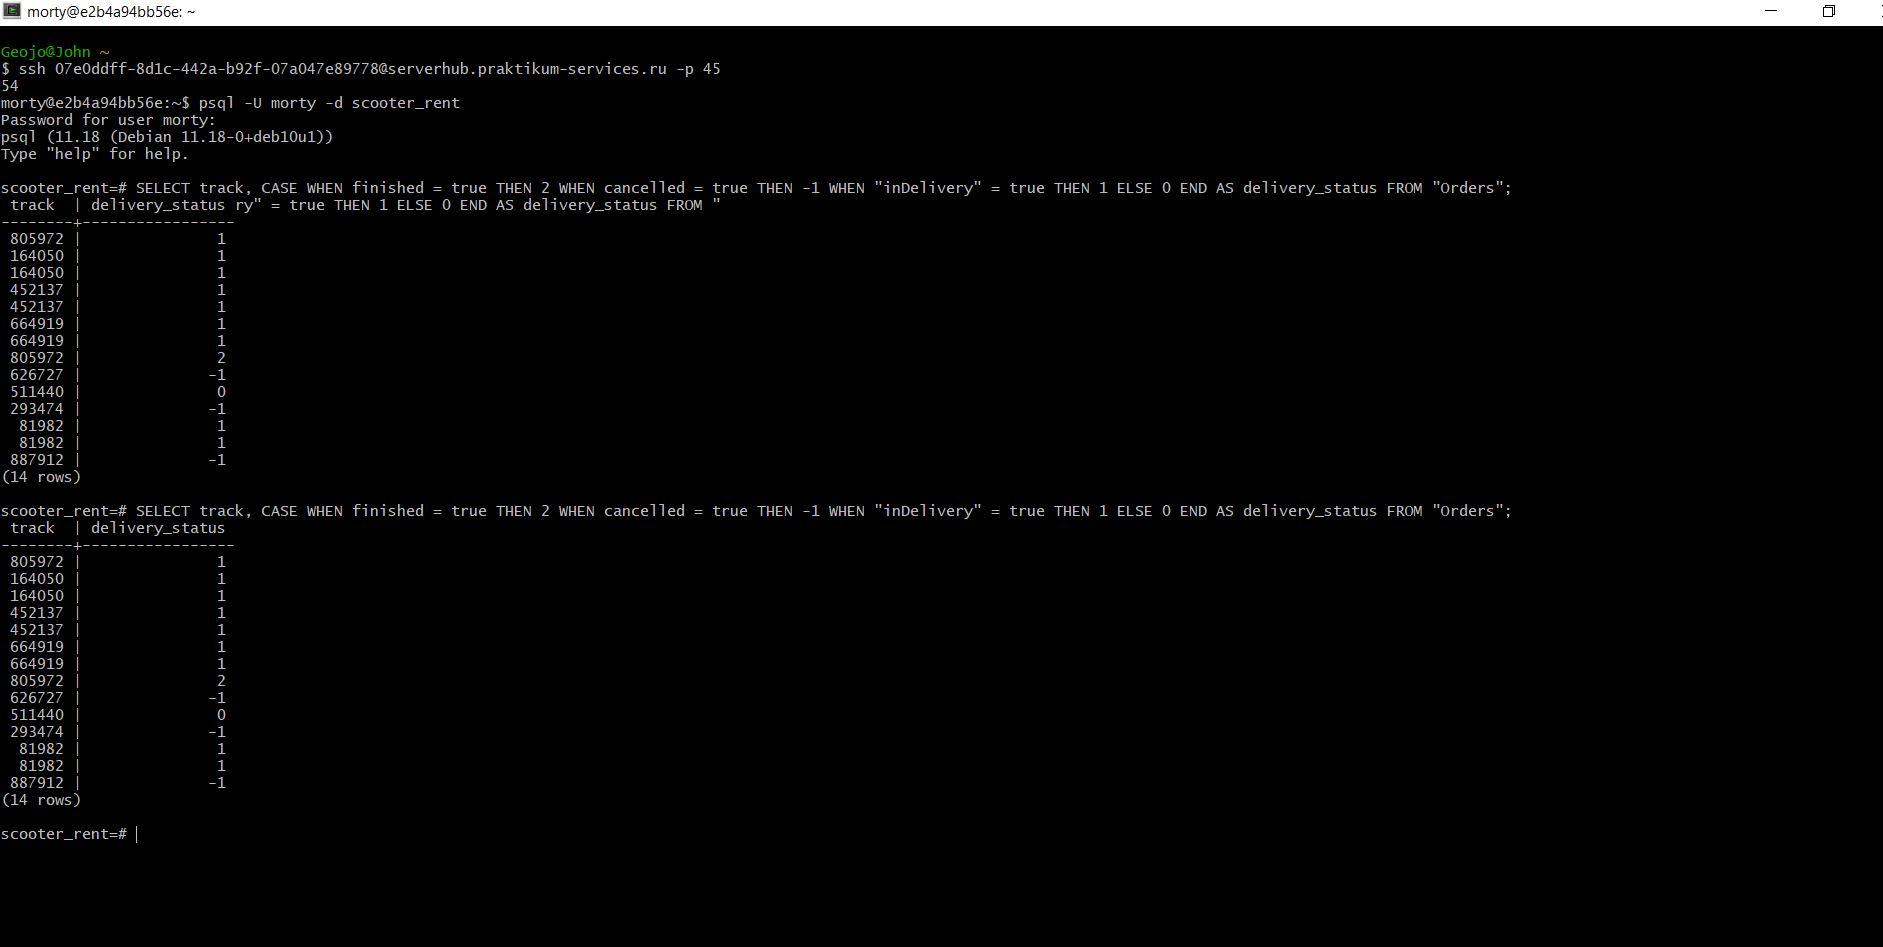 morty@e2b4a94bb56e: ~
Geojo@John ~
$ ssh 07e0ddff-8d1c-442a-b92f-07a047e89778@serverhub.praktikum-services.ru -p 45
54
morty@e2b4a94bb56e:~$ psql -U morty -d scooter_rent
Password for user morty:
psql (11.18 (Debian 11.18-0+deb10u1))
Type "help" for help.
scooter_rent=# SELECT track, CASE WHEN finished = true THEN 2 WHEN cancelled = true THEN -1 WHEN "inDelivery" = true THEN 1 ELSE 0 END AS delivery_status FROM "Orders";
 track  | delivery_status ry" = true THEN 1 ELSE 0 END AS delivery_status FROM "
--------+-----------------
 805972 |               1
 164050 |               1
 164050 |               1
 452137 |               1
 452137 |               1
 664919 |               1
 664919 |               1
 805972 |               2
 626727 |              -1
 511440 |               0
 293474 |              -1
  81982 |               1
  81982 |               1
 887912 |              -1
(14 rows)
scooter_rent=# SELECT track, CASE WHEN finished = true THEN 2 WHEN cancelled = true THEN -1 WHEN "inDelivery" = true THEN 1 ELSE 0 END AS delivery_status FROM "Orders";
 track  | delivery_status
--------+-----------------
 805972 |               1
 164050 |               1
 164050 |               1
 452137 |               1
 452137 |               1
 664919 |               1
 664919 |               1
 805972 |               2
 626727 |              -1
 511440 |               0
 293474 |              -1
  81982 |               1
  81982 |               1
 887912 |              -1
(14 rows)
scooter_rent=#